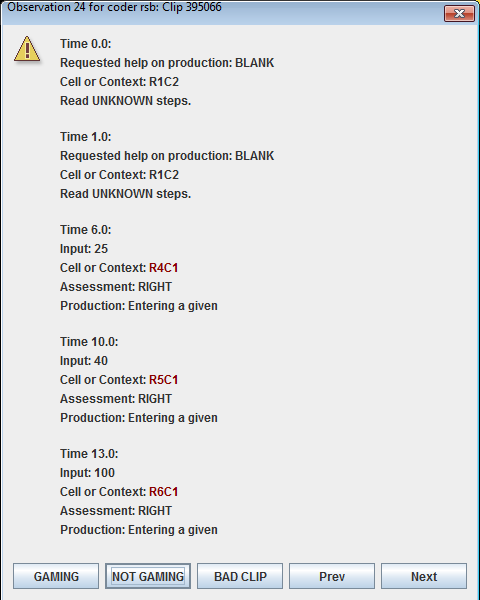 Observation 24 for coder rsb: Clip 395066
Time 0.0:
Requested help on production: BLANK
Cell or Context: R1C2
Read UNKNOWN steps.
Time 1.0:
Requested help on production: BLANK
Cell or Context: R1C2
Read UNKNOWN steps.
Time 6.0:
Input: 25
Cell or Context: R4C1
Assessment: RIGHT
Production: Entering a given
Time 10.0:
Input: 40
Cell or Context: R5C1
Assessment: RIGHT
Production: Entering a given
Time 13.0:
Input: 100
Cell or Context: R6C1
Assessment: RIGHT
Production: Entering a given
GAMING NOT GAMING BAD CLIP Prev Next